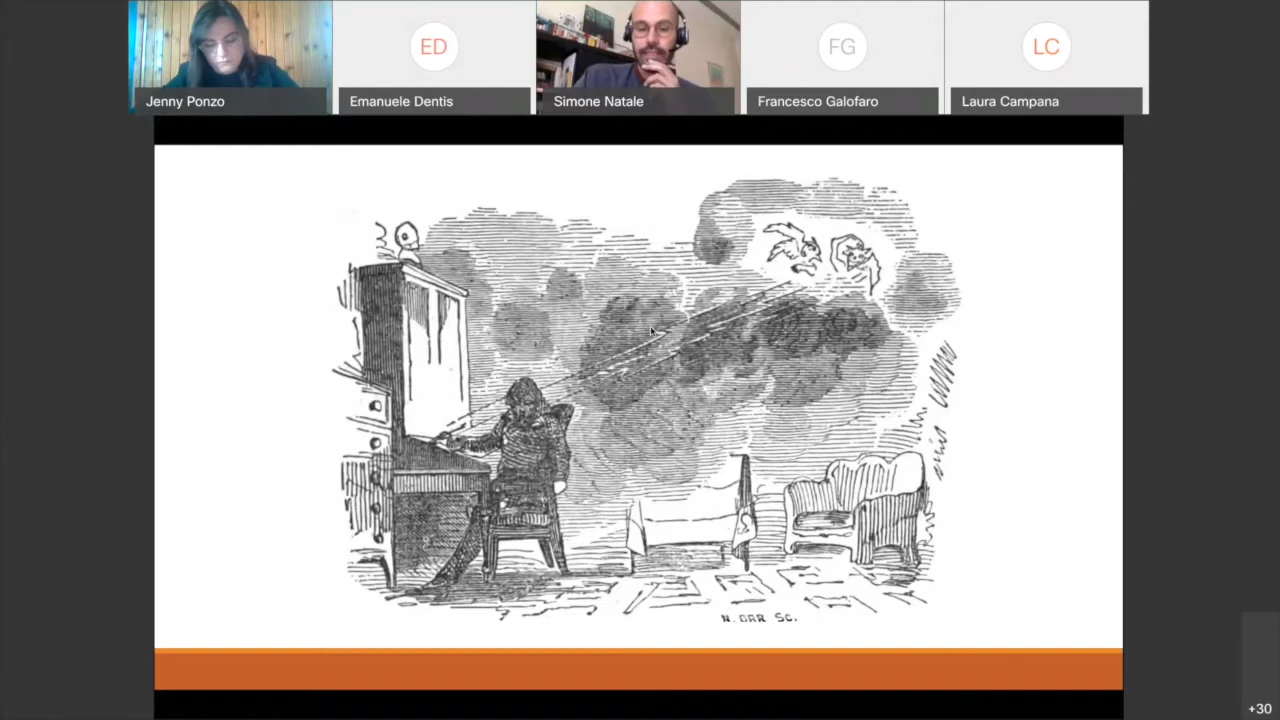 Jenny Ponzo
ED
Emanuele Dentis
Simone Natale
FG
Francesco Galofaro
LC
Laura Campana
N. ORR SC.
+30